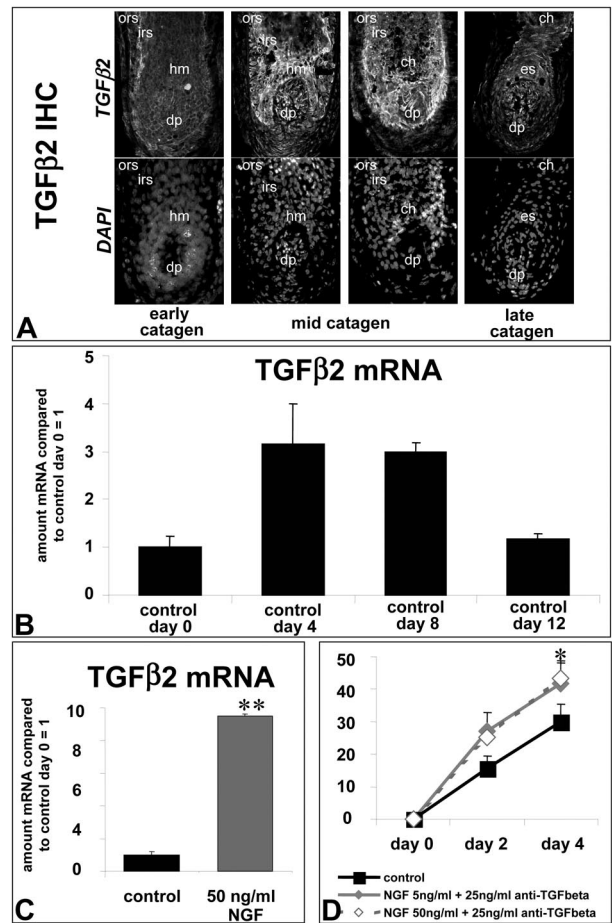 TGFβ2 IHC
TGFβ2
ors
irs
hm
dp
ors
irs
hm
dp
ors
irs
ch
dp
ch
es
dp
DAPI
ors
irs
hm
dp
ors
irs
hm
dp
ors
irs
ch
dp
ch
es
dp
early catagen
mid catagen
late catagen
A
TGFβ2 mRNA
amount mRNA compared
to control day 0 = 1
5
4
3
2
1
0
control day 0
control day 4
control day 8
control day 12
B
TGFβ2 mRNA
amount mRNA compared
to control day 0 = 1
10
8
6
4
2
0
**
control
50 ng/ml NGF
C
50
40
30
20
10
0
*
day 0
day 2
day 4
control
NGF 5ng/ml + 25ng/ml anti-TGFbeta
NGF 50ng/ml + 25ng/ml anti-TGFbeta
D